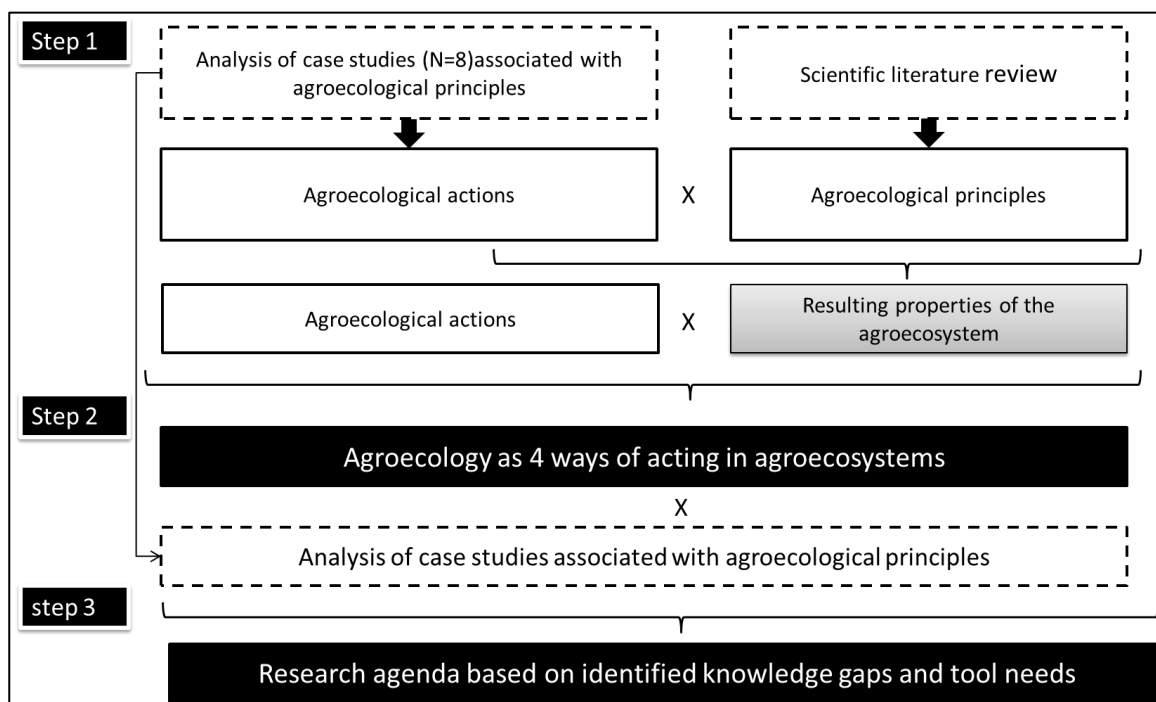 Step 1
Analysis of case studies (N=8)associated with
agroecological principles
Scientific literature review
Agroecological actions
X
Agroecological principles
Agroecological actions
X
Resulting properties of the
agroecosystem
Step 2
Agroecology as 4 ways of acting in agroecosystems
X
Analysis of case studies associated with agroecological principles
step 3
Research agenda based on identified knowledge gaps and tool needs